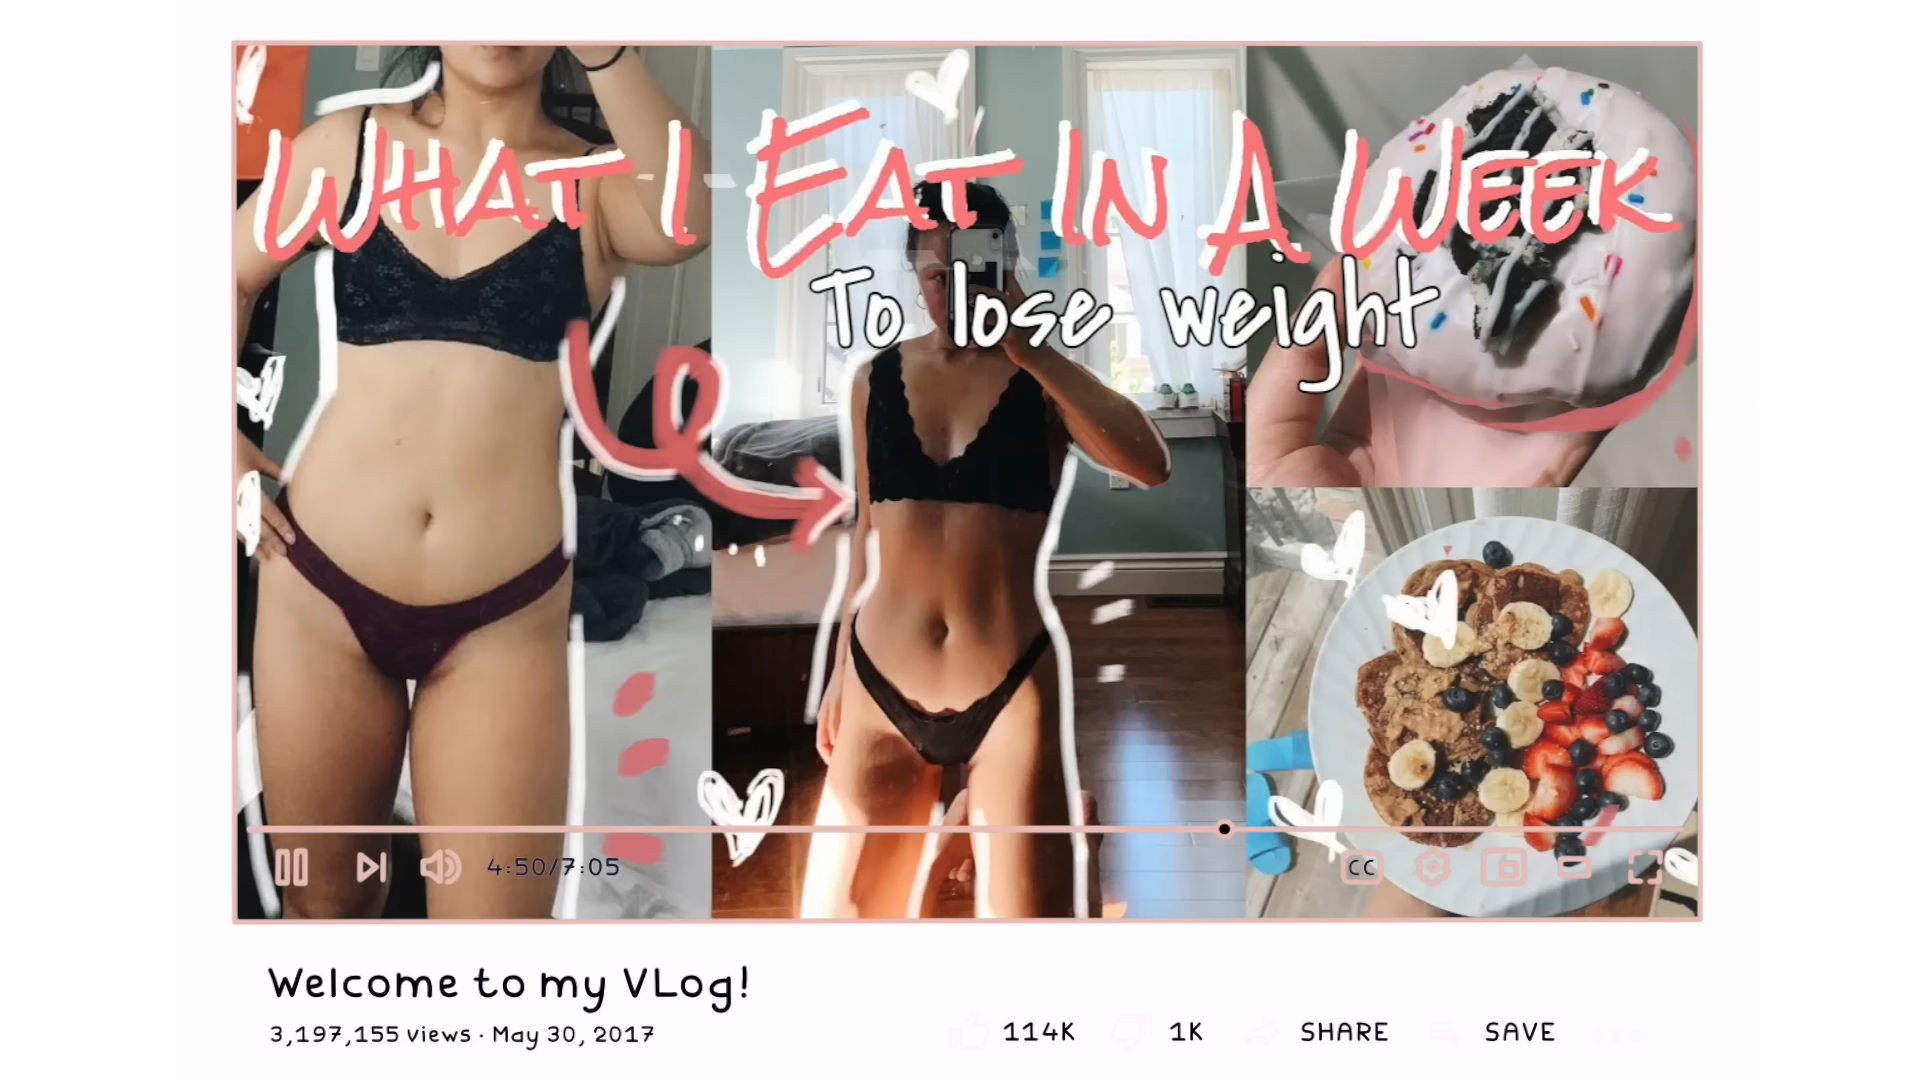 WHAT I EAT IN A WEEK
To lose weight
4:50/7:05
CC
Welcome to my VLog!
3,197,155 views · May 30, 2017
114K 1K SHARE SAVE